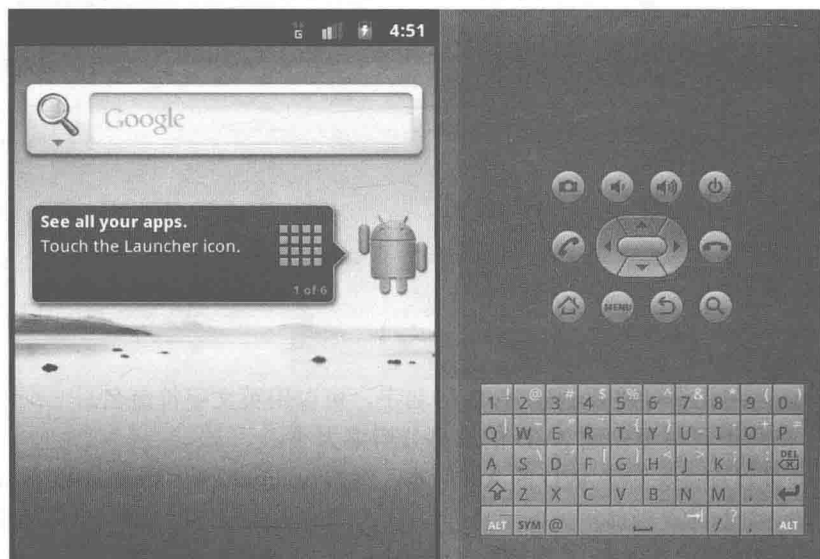 G 4:51
Google
See all your apps.
Touch the Launcher icon.
1 of 6
MENU
1 ! 2 @ 3 # 4 $ 5 % 6 ^ 7 & 8 * 9 ( 0 )
Q | W ~ E " R T { Y } U - I O + P =
A S \ D F [ G ] H < J > K ; L : DEL
Z X C V B N M .
ALT SYM @ / ? , ALT